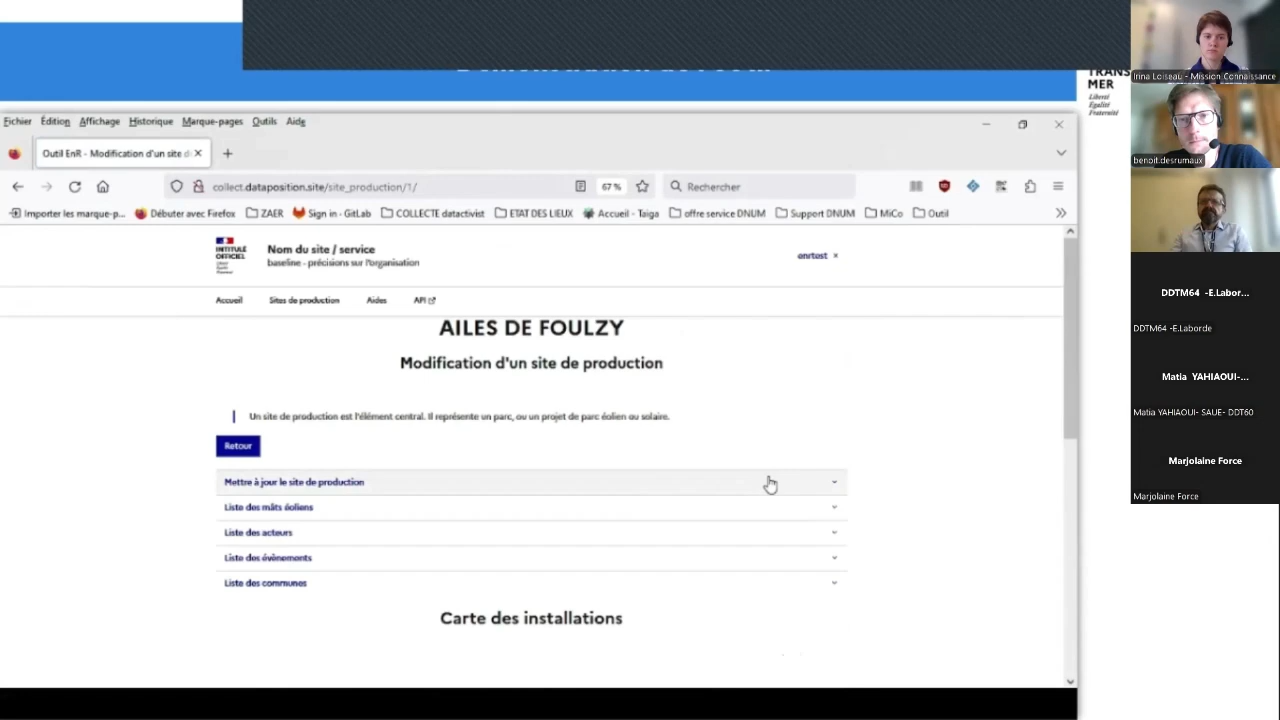 TRANS
MER
Liberté
Égalité
Fraternité
Fichier Édition Affichage Historique Marque-pages Outils Aide
Outil EnR - Modification d'un site d
collect.dataposition.site/site_production/1/
67 %
Rechercher
Importer les marque-p... Débuter avec Firefox ZAER Sign in · GitLab COLLECTE datactivist ETAT DES LIEUX Accueil - Taiga offre service DNUM Support DNUM MiCo Outil
INTITULÉ
OFFICIEL
Nom du site / service
baseline - précisions sur l'organisation
enrtest ×
Accueil Sites de production Aides API
AILES DE FOULZY
Modification d'un site de production
Un site de production est l'élément central. Il représente un parc, ou un projet de parc éolien ou solaire.
Retour
Mettre à jour le site de production
Liste des mâts éoliens
Liste des acteurs
Liste des évènements
Liste des communes
Carte des installations
Irina Loiseau - Mission Connaissance
benoit.desrumaux
DDTM64 -E.Labor...
DDTM64 -E.Laborde
Matia YAHIAOUI-...
Matia YAHIAOUI- SAUE- DDT60
Marjolaine Force
Marjolaine Force